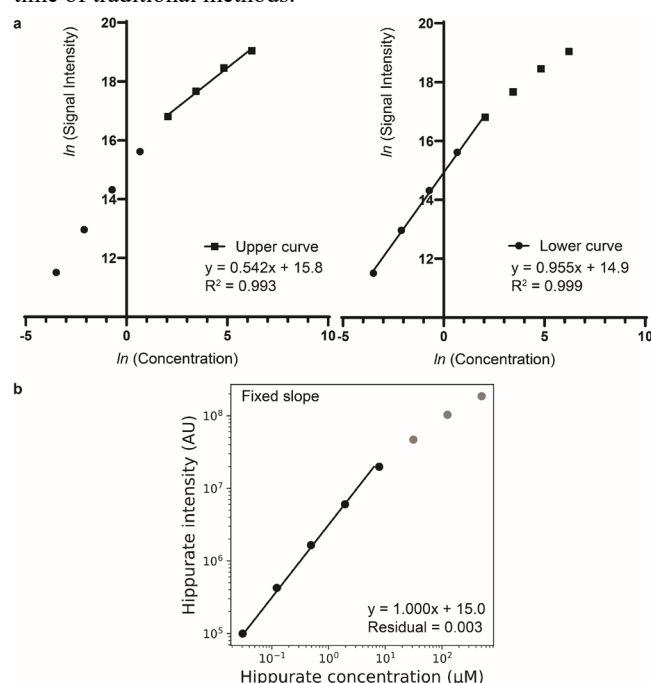 time of traditional methods.
a
ln (Signal Intensity)
20
18
16
14
12
-5
0
5
10
ln (Concentration)
Upper curve
y = 0.542x + 15.8
R² = 0.993
ln (Signal Intensity)
20
18
16
14
12
-5
0
5
10
ln (Concentration)
Lower curve
y = 0.955x + 14.9
R² = 0.999
b
Fixed slope
Hippurate intensity (AU)
10⁸
10⁷
10⁶
10⁵
y = 1.000x + 15.0
Residual = 0.003
10⁻¹
10⁰
10¹
10²
Hippurate concentration (µM)